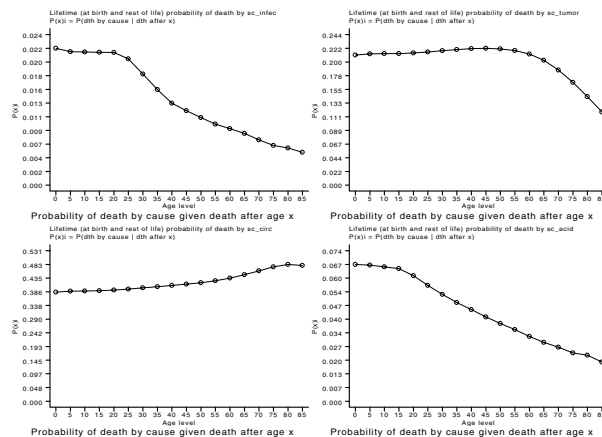 Lifetime (at birth and rest of life) probability of death by sc_infec
P(x)i = P(dth by cause | dth after x)
0.024
0.022
0.020
0.018
0.016
0.013
0.011
0.009
0.007
0.004
0.002
0.000
P(x)i
0 5 10 15 20 25 30 35 40 45 50 55 60 65 70 75 80 85
Age level
Probability of death by cause given death after age x
Lifetime (at birth and rest of life) probability of death by sc_tumor
P(x)i = P(dth by cause | dth after x)
0.244
0.222
0.200
0.178
0.155
0.133
0.111
0.089
0.067
0.044
0.022
0.000
P(x)i
0 5 10 15 20 25 30 35 40 45 50 55 60 65 70 75 80 85
Age level
Probability of death by cause given death after age x
Lifetime (at birth and rest of life) probability of death by sc_circ
P(x)i = P(dth by cause | dth after x)
0.531
0.483
0.435
0.386
0.338
0.290
0.242
0.193
0.145
0.097
0.048
0.000
P(x)i
0 5 10 15 20 25 30 35 40 45 50 55 60 65 70 75 80 85
Age level
Probability of death by cause given death after age x
Lifetime (at birth and rest of life) probability of death by sc_acid
P(x)i = P(dth by cause | dth after x)
0.074
0.067
0.060
0.054
0.047
0.040
0.034
0.027
0.020
0.013
0.007
0.000
P(x)i
0 5 10 15 20 25 30 35 40 45 50 55 60 65 70 75 80 85
Age level
Probability of death by cause given death after age x